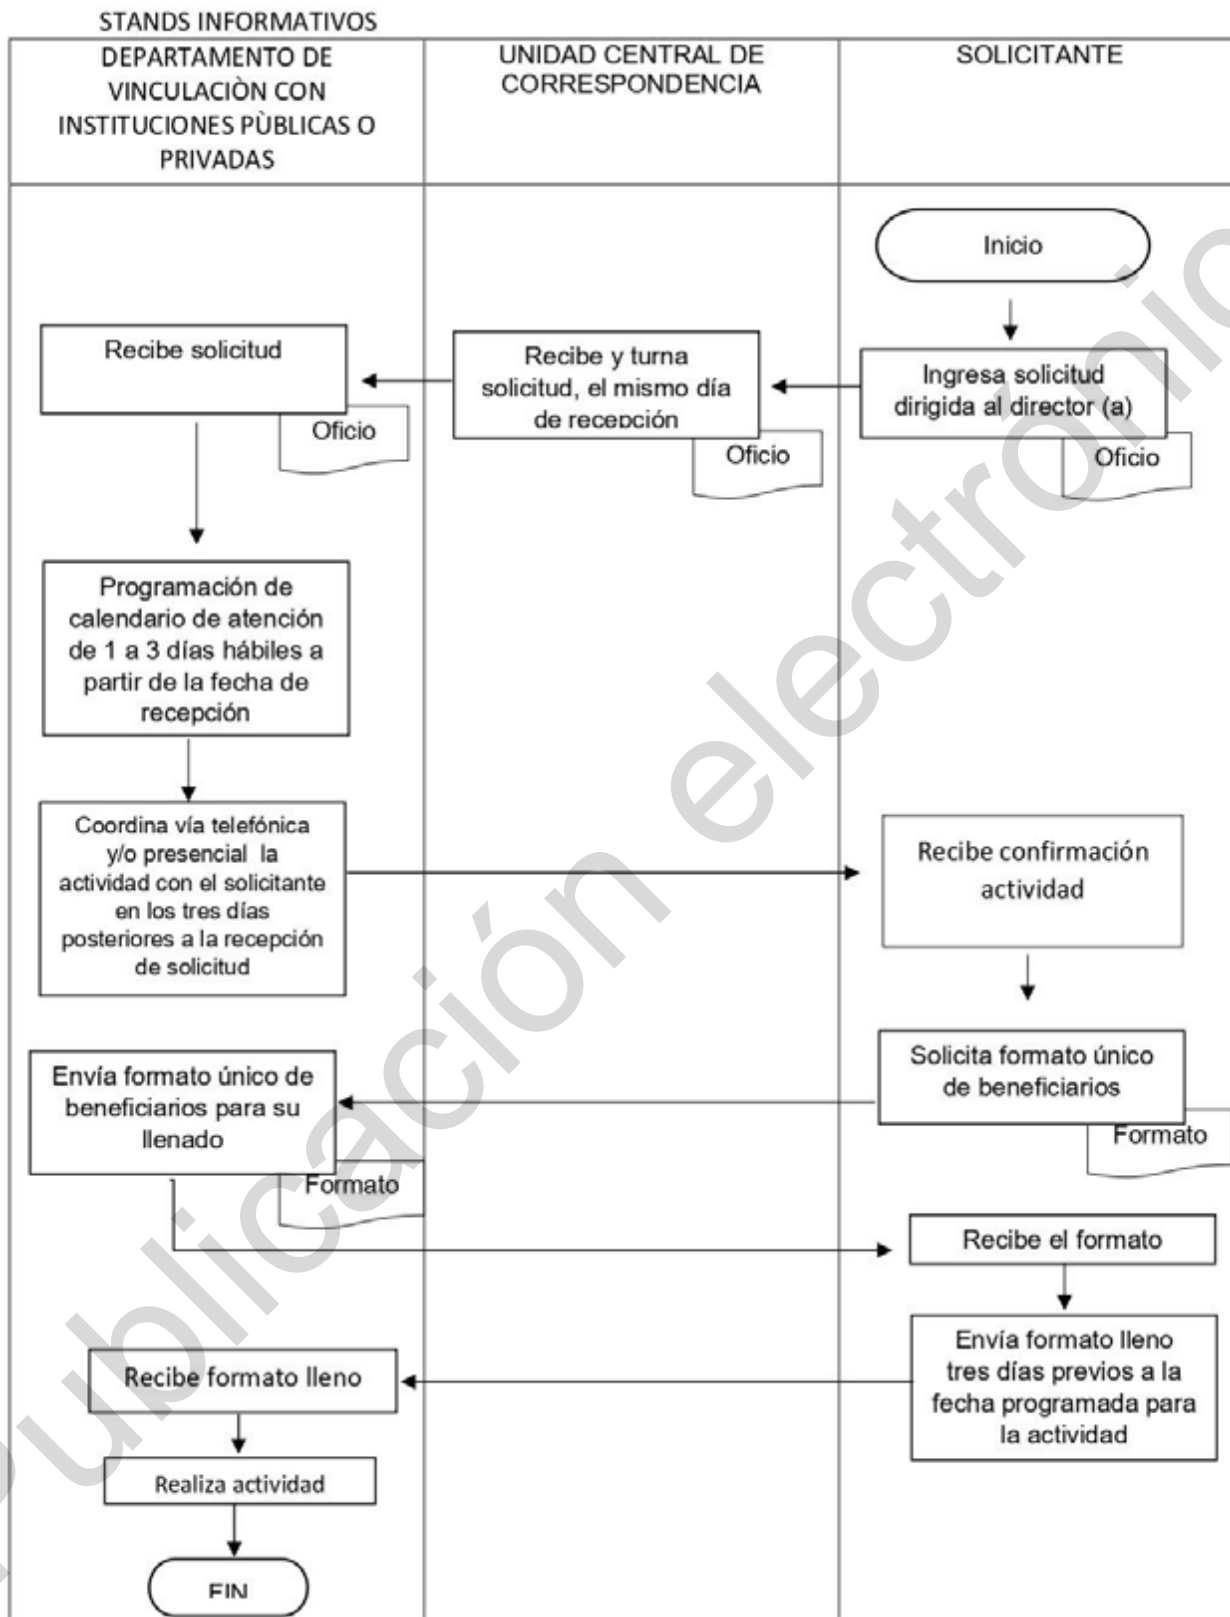 STANDS INFORMATIVOS
DEPARTAMENTO DE
VINCULACIÒN CON
INSTITUCIONES PÙBLICAS O
PRIVADAS
UNIDAD CENTRAL DE
CORRESPONDENCIA
SOLICITANTE
Inicio
Ingresa solicitud
dirigida al director (a)
Oficio
Recibe y turna
solicitud, el mismo día
de recepción
Oficio
Recibe solicitud
Oficio
Programación de
calendario de atención
de 1 a 3 días hábiles a
partir de la fecha de
recepción
Coordina vía telefónica
y/o presencial la
actividad con el solicitante
en los tres días
posteriores a la recepción
de solicitud
Recibe confirmación
actividad
Solicita formato único
de beneficiarios
Formato
Envía formato único de
beneficiarios para su
llenado
Formato
Recibe el formato
Envía formato lleno
tres días previos a la
fecha programada para
la actividad
Recibe formato lleno
Realiza actividad
FIN
Publicación electrónic